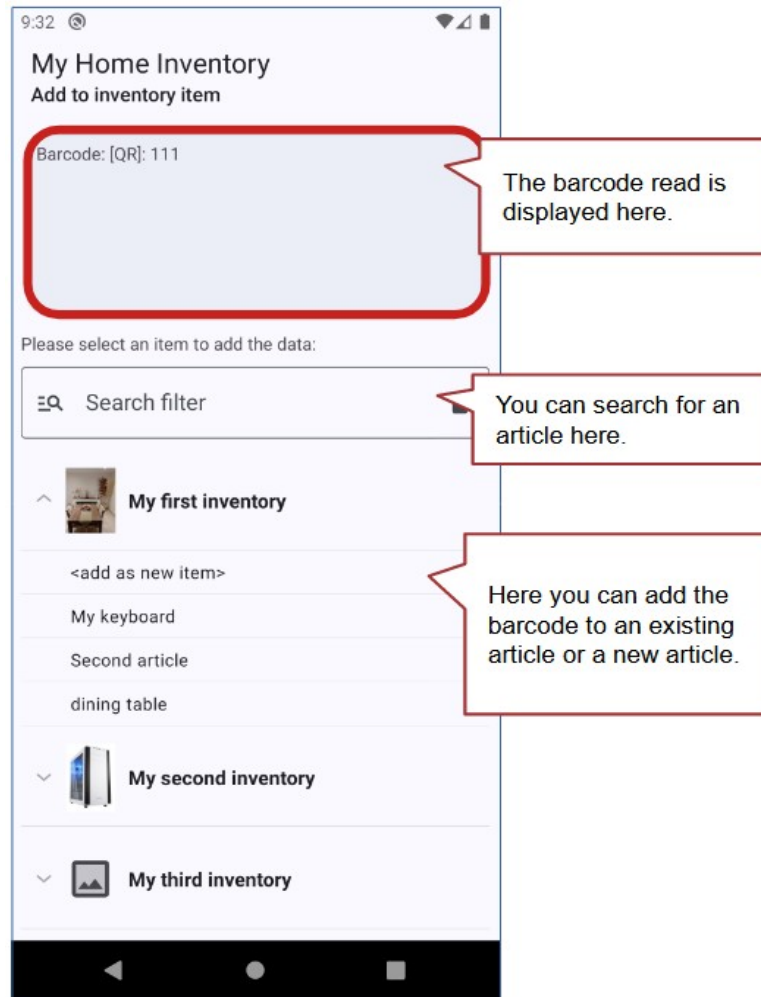 9:32
My Home Inventory
Add to inventory item
Barcode: [QR]: 111
The barcode read is
displayed here.
Please select an item to add the data:
Search filter
You can search for an
article here.
My first inventory
<add as new item>
My keyboard
Second article
dining table
Here you can add the
barcode to an existing
article or a new article.
My second inventory
My third inventory